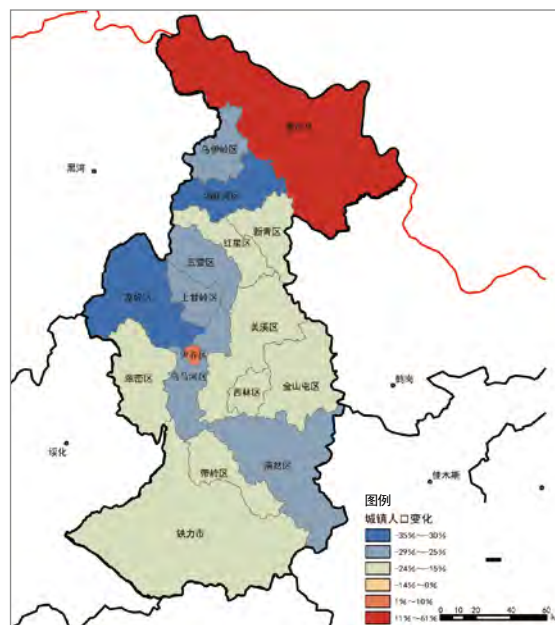 乌伊岭区
黑河
新青区
红星区
五营区
上甘岭区
友好区
美溪区
伊春区
鹤岗
翠峦区
乌马河区
西林区
金山屯区
绥化
带岭区
南岔区
佳木斯
铁力市
图例
城镇人口变化
-35%~-30%
-29%~-25%
-24%~-15%
-14%~0%
1%~10%
11%~61%
0 10 20 40 60